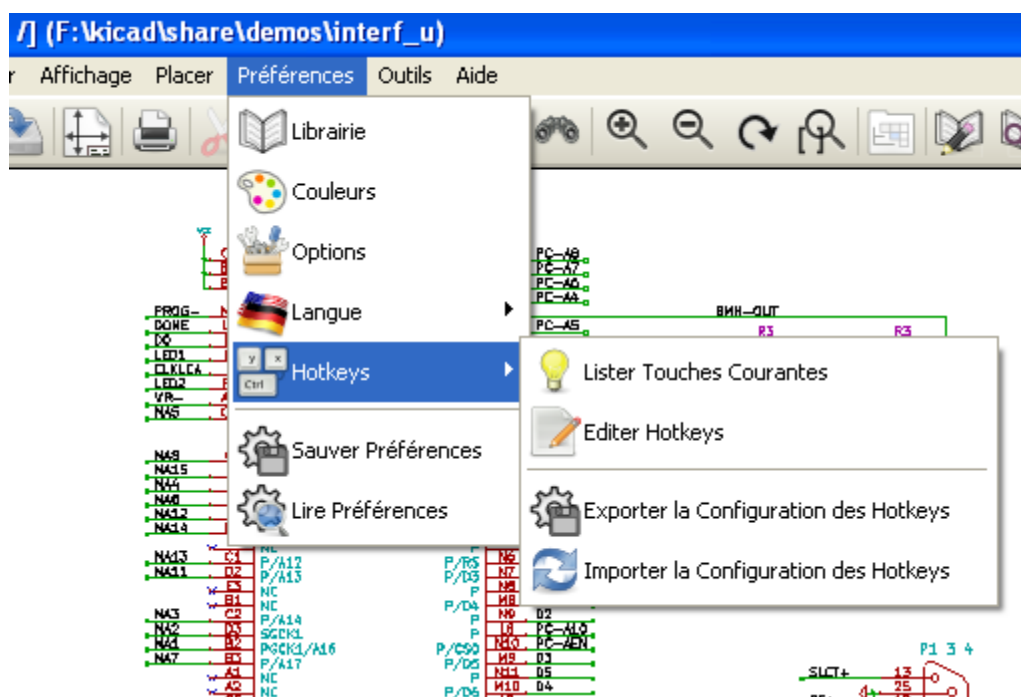 /] (F:\kicad\share\demos\interf_u)
r Affichage Placer Préférences Outils Aide
Librairie
Couleurs
Options
Langue
Hotkeys
Sauver Préférences
Lire Préférences
Lister Touches Courantes
Editer Hotkeys
Exporter la Configuration des Hotkeys
Importer la Configuration des Hotkeys
y x
Ctrl
PROG-
DONE
DO
LED1
CLKLCA
LED2
VR-
NA5
NA9
NA15
NA4
NA0
NA12
NA14
NA13
NA11
NA3
NA2
NA1
NA7
C1
D2
E3
B1
C2
D3
B2
B3
A1
A2
NC
P/A12
P/A13
NC
NC
P/A14
SGCK1
PGCK1/A16
P/A17
NC
NC
P
P/RS
P/D3
P
P/D4
P
P
P/CS0
P/D5
P
P/D6
N6
N7
N8
M8
N9
L8
N10
M9
N11
M10
D2
PC-A10
PC-AEN
D3
D5
D4
PC-A8
PC-A7
PC-A6
PC-A4
PC-A5
BNH-OUT
R3
R3
P1 3 4
SLCT+
13
25